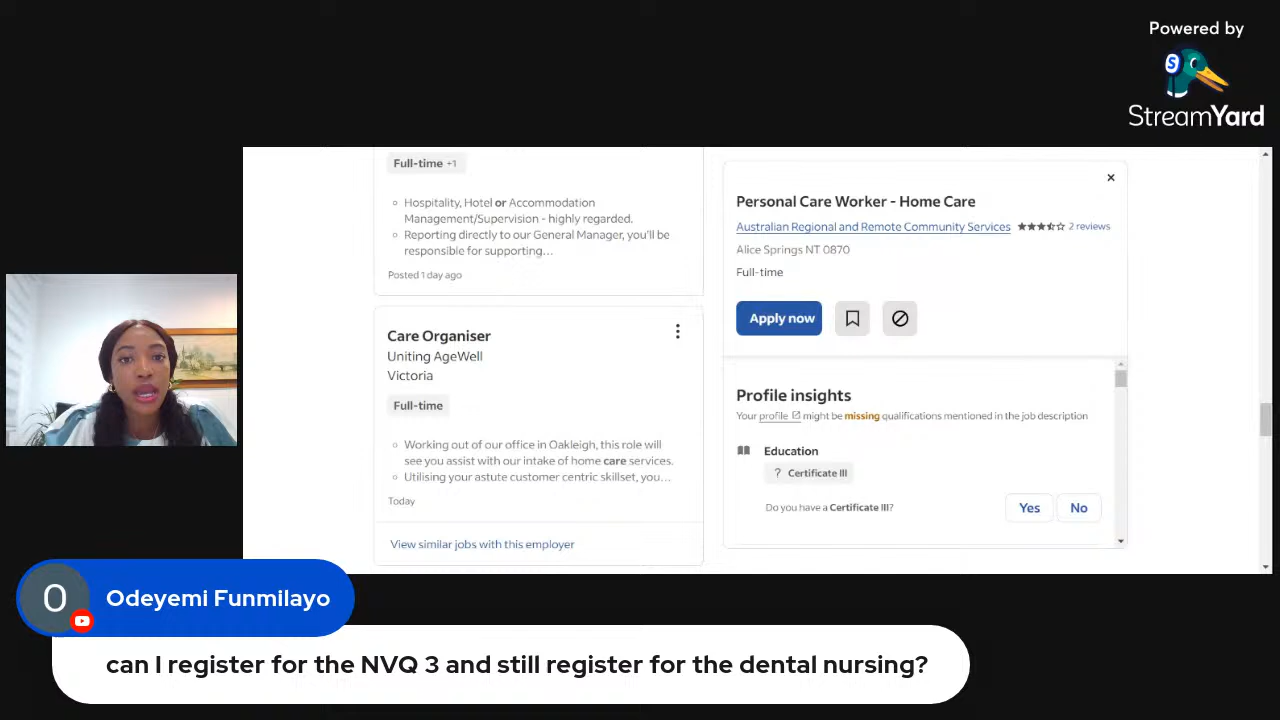 Powered by
StreamYard
Full-time +1
Hospitality, Hotel or Accommodation
Management/Supervision - highly regarded.
Reporting directly to our General Manager, you'll be
responsible for supporting...
Posted 1 day ago
Care Organiser
Uniting AgeWell
Victoria
Full-time
Working out of our office in Oakleigh, this role will
see you assist with our intake of home care services.
Utilising your astute customer centric skillset, you...
Today
View similar jobs with this employer
Personal Care Worker - Home Care
Australian Regional and Remote Community Services 2 reviews
Alice Springs NT 0870
Full-time
Apply now
Profile insights
Your profile might be missing qualifications mentioned in the job description
Education
? Certificate III
Do you have a Certificate III?
Yes No
O Odeyemi Funmilayo
can I register for the NVQ 3 and still register for the dental nursing?